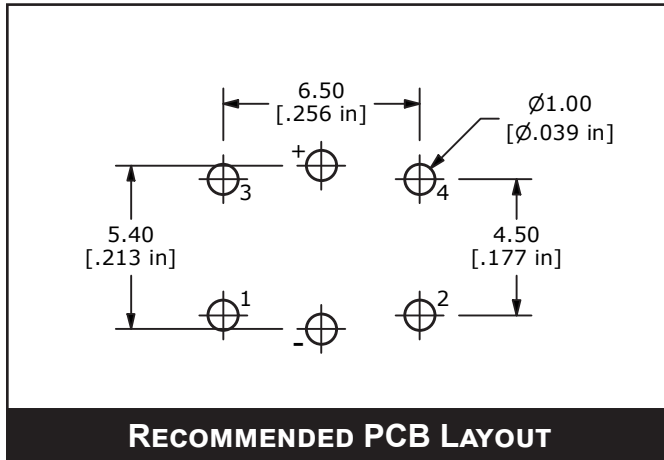 6.50
[.256 in]
Ø1.00
[Ø.039 in]
+
3
4
5.40
[.213 in]
4.50
[.177 in]
1
2
-
RECOMMENDED PCB LAYOUT